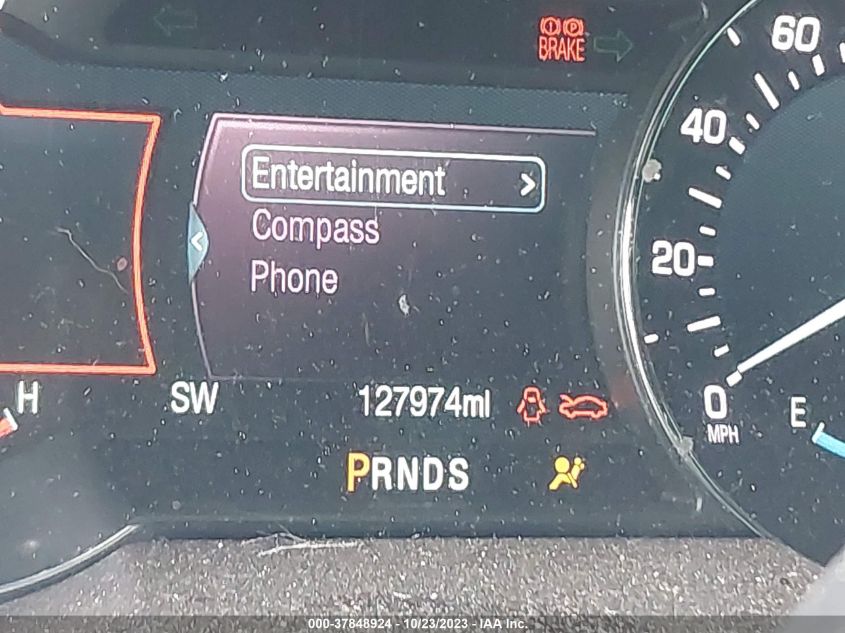 BRAKE
60
40
20
0
MPH
Entertainment >
Compass
Phone
<
H
SW
127974mi
E
PRNDS
000-37848924 - 10/23/2023 - IAA Inc.